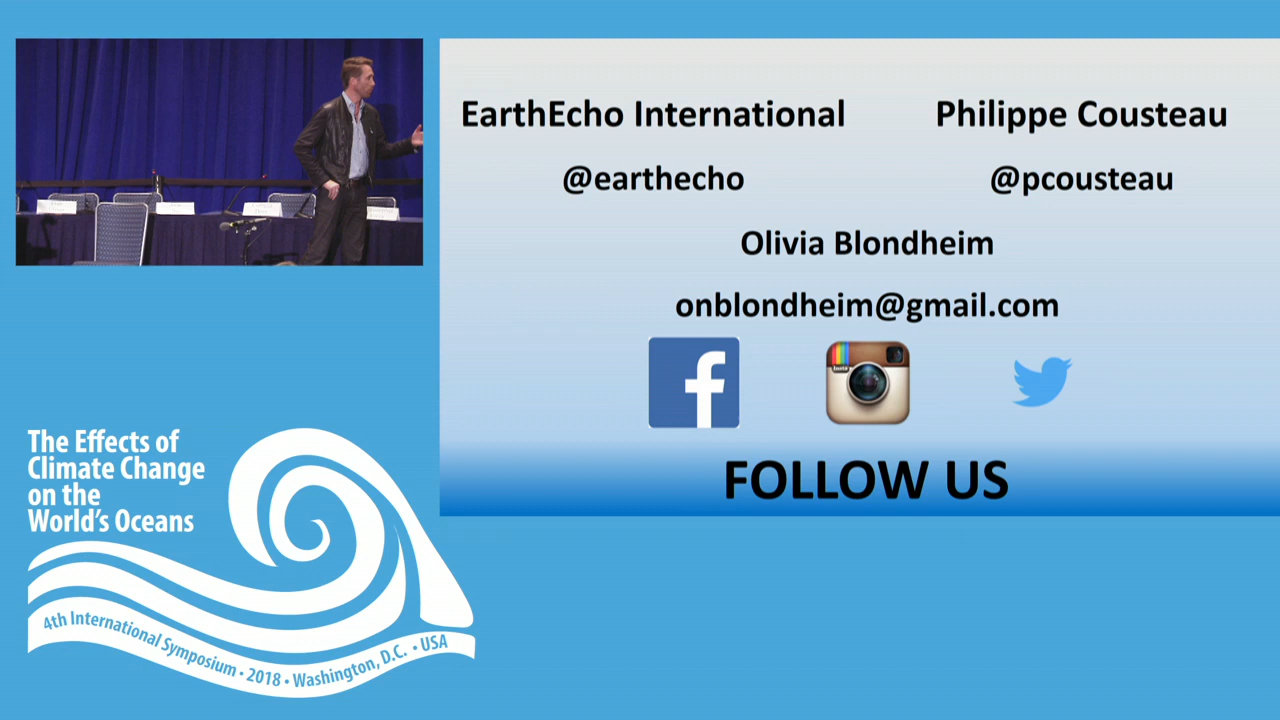 EarthEcho International
Philippe Cousteau
@earthecho
@pcousteau
Olivia Blondheim
onblondheim@gmail.com
FOLLOW US
The Effects of
Climate Change
on the
World's Oceans
4th International Symposium • 2018 • Washington, D.C. • USA